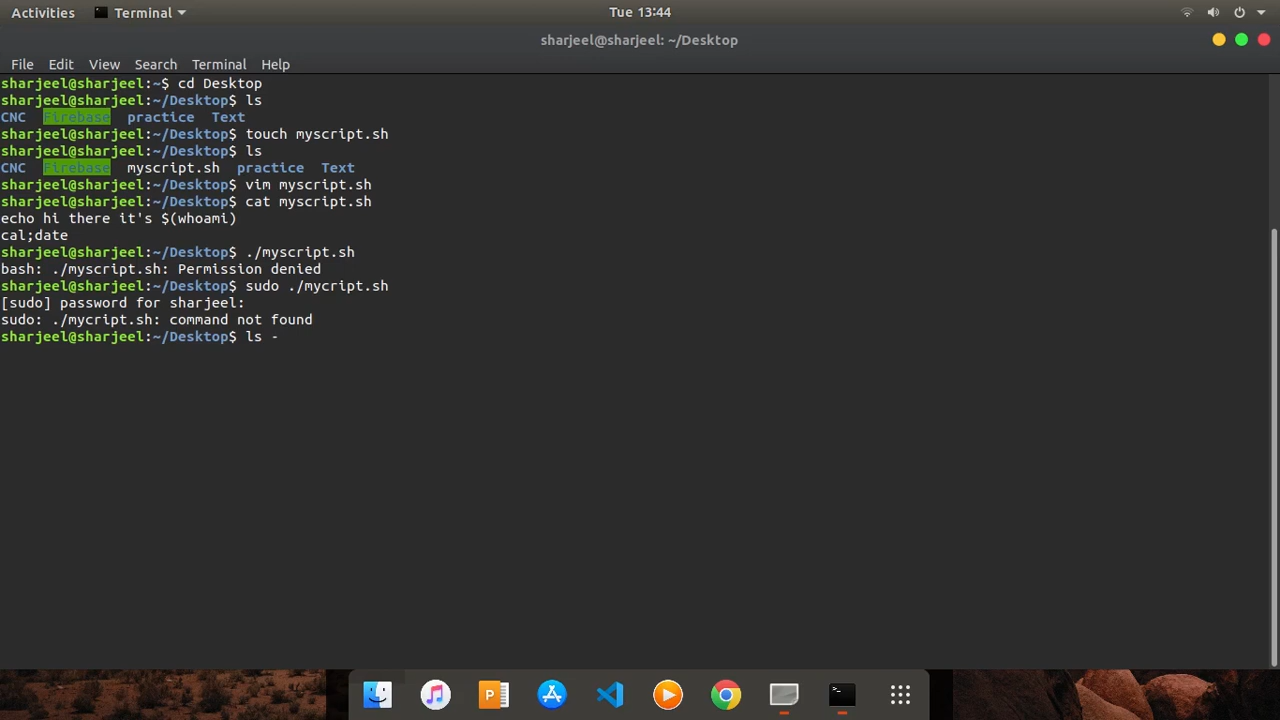 Activities Terminal Tue 13:44
sharjeel@sharjeel: ~/Desktop
File Edit View Search Terminal Help
sharjeel@sharjeel:~$ cd Desktop
sharjeel@sharjeel:~/Desktop$ ls
CNC Firebase practice Text
sharjeel@sharjeel:~/Desktop$ touch myscript.sh
sharjeel@sharjeel:~/Desktop$ ls
CNC Firebase myscript.sh practice Text
sharjeel@sharjeel:~/Desktop$ vim myscript.sh
sharjeel@sharjeel:~/Desktop$ cat myscript.sh
echo hi there it's $(whoami)
cal;date
sharjeel@sharjeel:~/Desktop$ ./myscript.sh
bash: ./myscript.sh: Permission denied
sharjeel@sharjeel:~/Desktop$ sudo ./mycript.sh
[sudo] password for sharjeel:
sudo: ./mycript.sh: command not found
sharjeel@sharjeel:~/Desktop$ ls -
P
>_